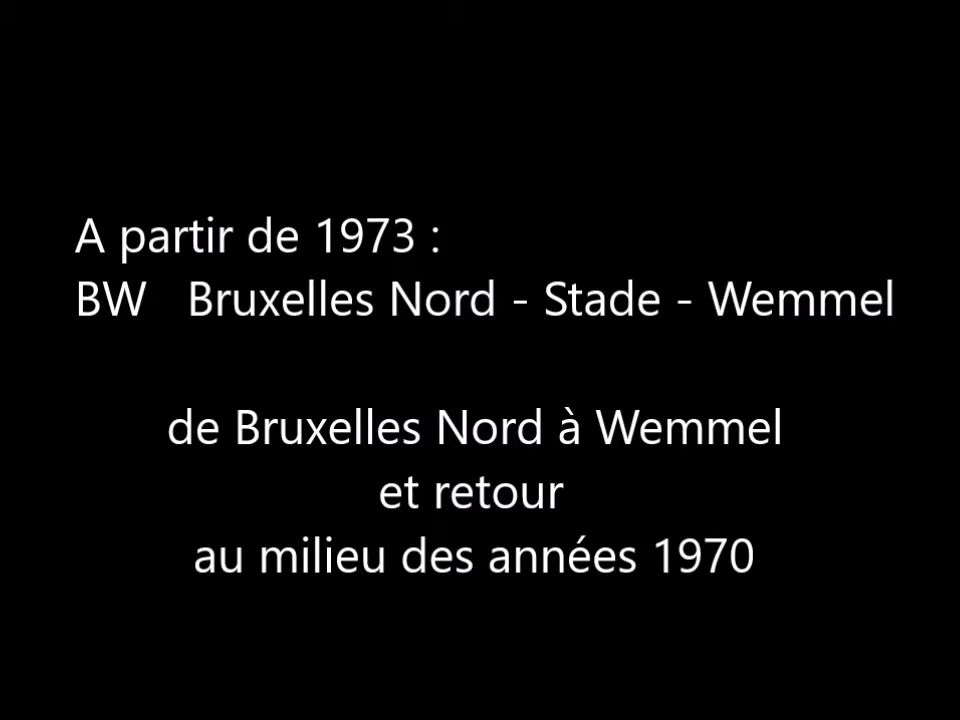 A partir de 1973 :
BW   Bruxelles Nord - Stade - Wemmel
de Bruxelles Nord à Wemmel
et retour
au milieu des années 1970